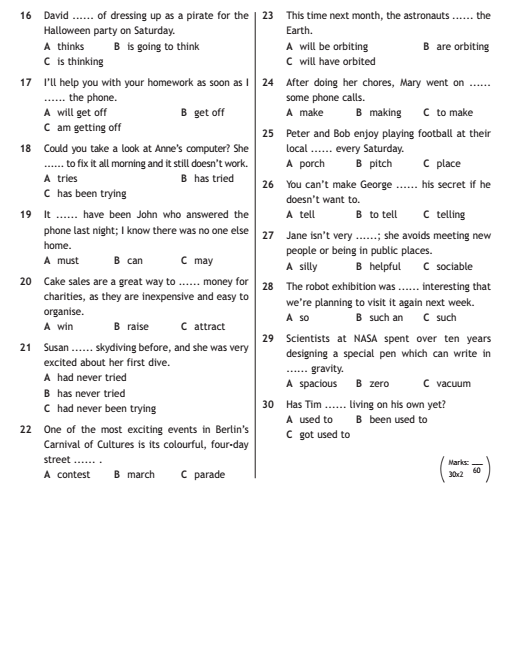 16 David ...... of dressing up as a pirate for the
Halloween party on Saturday.
A thinks B is going to think
C is thinking
17 I'll help you with your homework as soon as I
...... the phone.
A will get off B get off
C am getting off
18 Could you take a look at Anne's computer? She
...... to fix it all morning and it still doesn't work.
A tries B has tried
C has been trying
19 It ...... have been John who answered the
phone last night; I know there was no one else
home.
A must B can C may
20 Cake sales are a great way to ...... money for
charities, as they are inexpensive and easy to
organise.
A win B raise C attract
21 Susan ...... skydiving before, and she was very
excited about her first dive.
A had never tried
B has never tried
C had never been trying
22 One of the most exciting events in Berlin's
Carnival of Cultures is its colourful, four-day
street ...... .
A contest B march C parade
23 This time next month, the astronauts ...... the
Earth.
A will be orbiting B are orbiting
C will have orbited
24 After doing her chores, Mary went on ......
some phone calls.
A make B making C to make
25 Peter and Bob enjoy playing football at their
local ...... every Saturday.
A porch B pitch C place
26 You can't make George ...... his secret if he
doesn't want to.
A tell B to tell C telling
27 Jane isn't very ......; she avoids meeting new
people or being in public places.
A silly B helpful C sociable
28 The robot exhibition was ...... interesting that
we're planning to visit it again next week.
A so B such an C such
29 Scientists at NASA spent over ten years
designing a special pen which can write in
...... gravity.
A spacious B zero C vacuum
30 Has Tim ...... living on his own yet?
A used to B been used to
C got used to
Marks: ___
30x2 60